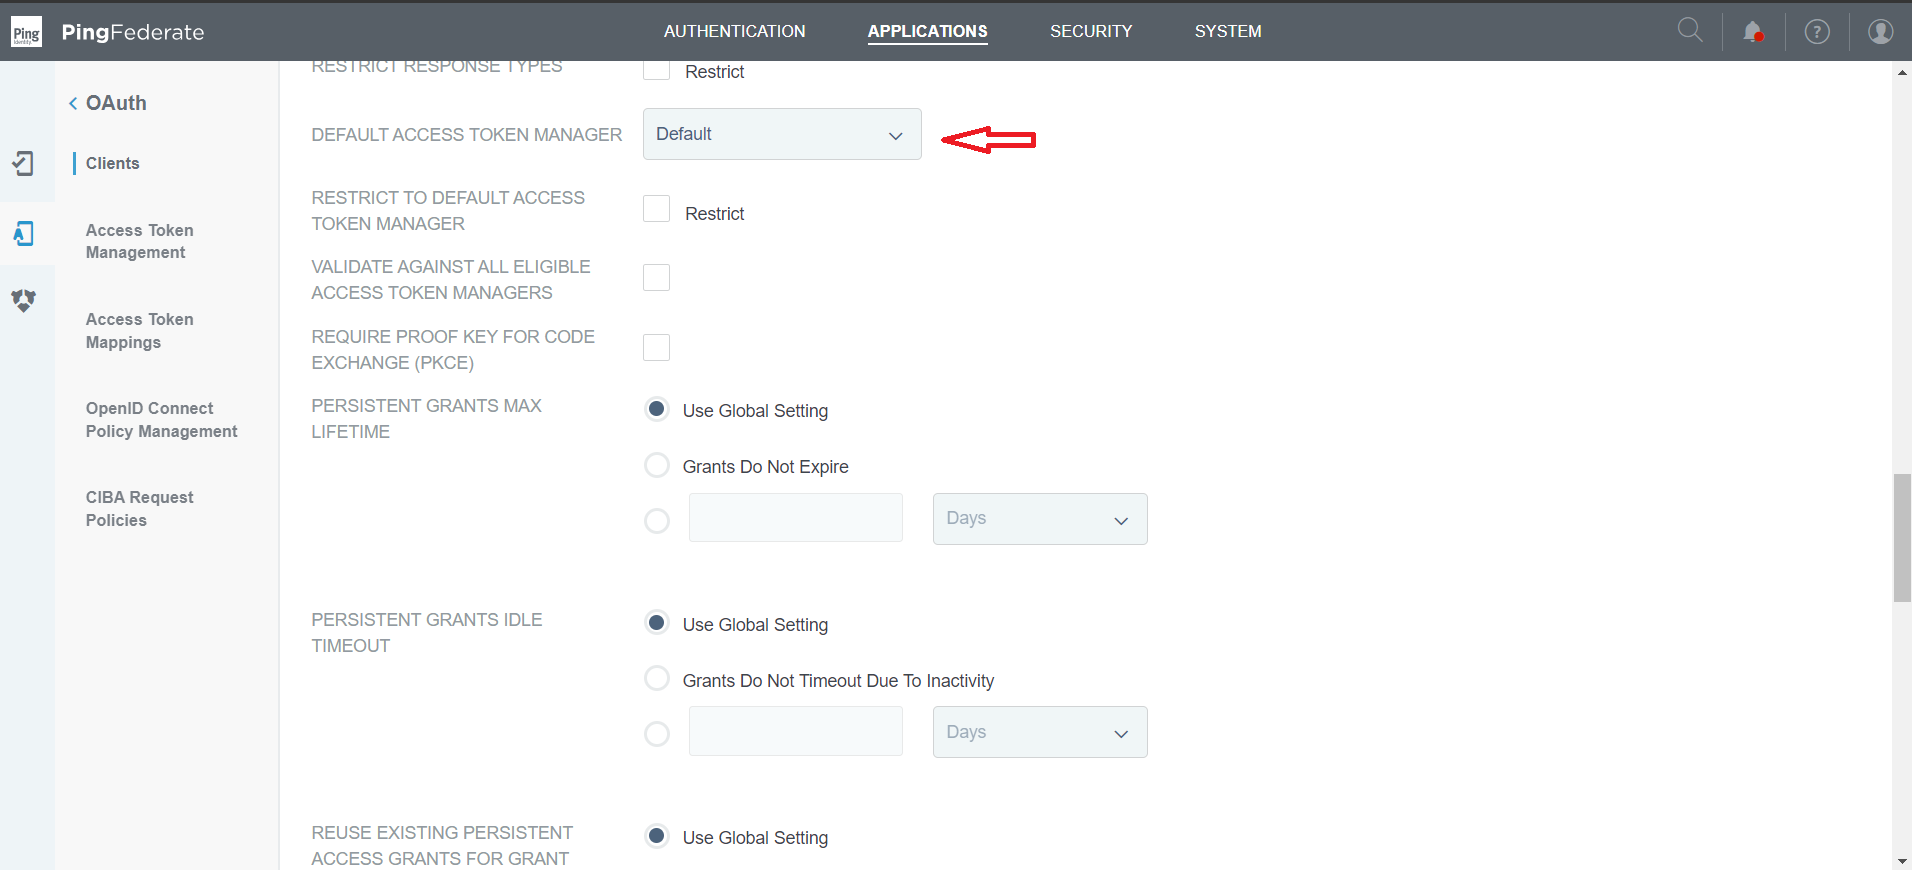 Ping
Identity
PingFederate
AUTHENTICATION
APPLICATIONS
SECURITY
SYSTEM
?
OAuth
Clients
Access Token
Management
Access Token
Mappings
OpenID Connect
Policy Management
CIBA Request
Policies
RESTRICT RESPONSE TYPES
Restrict
DEFAULT ACCESS TOKEN MANAGER
Default
RESTRICT TO DEFAULT ACCESS
TOKEN MANAGER
Restrict
VALIDATE AGAINST ALL ELIGIBLE
ACCESS TOKEN MANAGERS
REQUIRE PROOF KEY FOR CODE
EXCHANGE (PKCE)
PERSISTENT GRANTS MAX
LIFETIME
Use Global Setting
Grants Do Not Expire
Days
PERSISTENT GRANTS IDLE
TIMEOUT
Use Global Setting
Grants Do Not Timeout Due To Inactivity
Days
REUSE EXISTING PERSISTENT
ACCESS GRANTS FOR GRANT
Use Global Setting